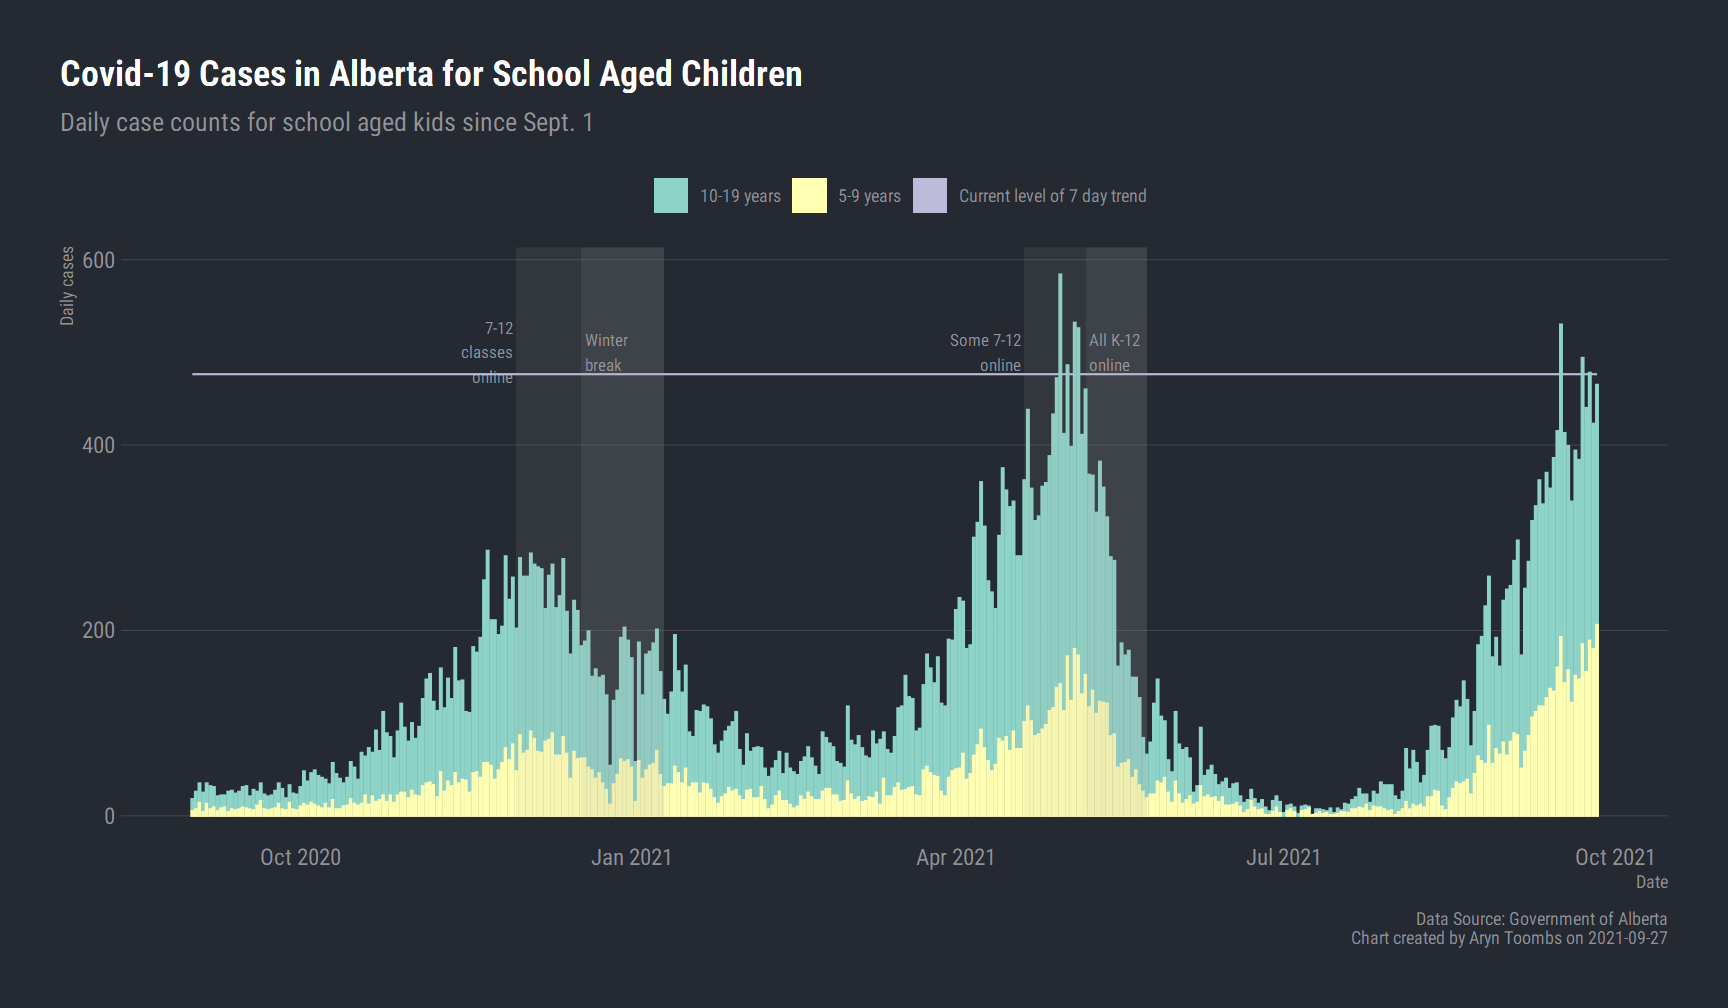 Covid-19 Cases in Alberta for School Aged Children
Daily case counts for school aged kids since Sept. 1
10-19 years
5-9 years
Current level of 7 day trend
Daily cases
600
400
200
0
7-12
classes
online
Winter
break
Some 7-12
online
All K-12
online
Oct 2020
Jan 2021
Apr 2021
Jul 2021
Oct 2021
Date
Data Source: Government of Alberta
Chart created by Aryn Toombs on 2021-09-27